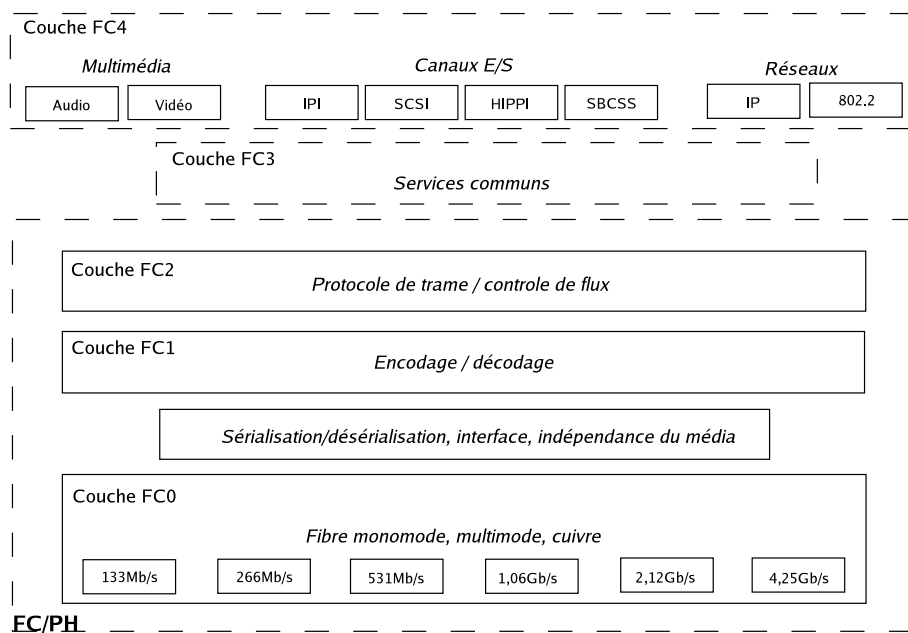 Couche FC4
Multimédia Canaux E/S Réseaux
Audio Vidéo IPI SCSI HIPPI SBCSS IP 802.2
Couche FC3
Services communs
Couche FC2
Protocole de trame / controle de flux
Couche FC1
Encodage / décodage
Sérialisation/désérialisation, interface, indépendance du média
Couche FC0
Fibre monomode, multimode, cuivre
133Mb/s 266Mb/s 531Mb/s 1,06Gb/s 2,12Gb/s 4,25Gb/s
FC/PH